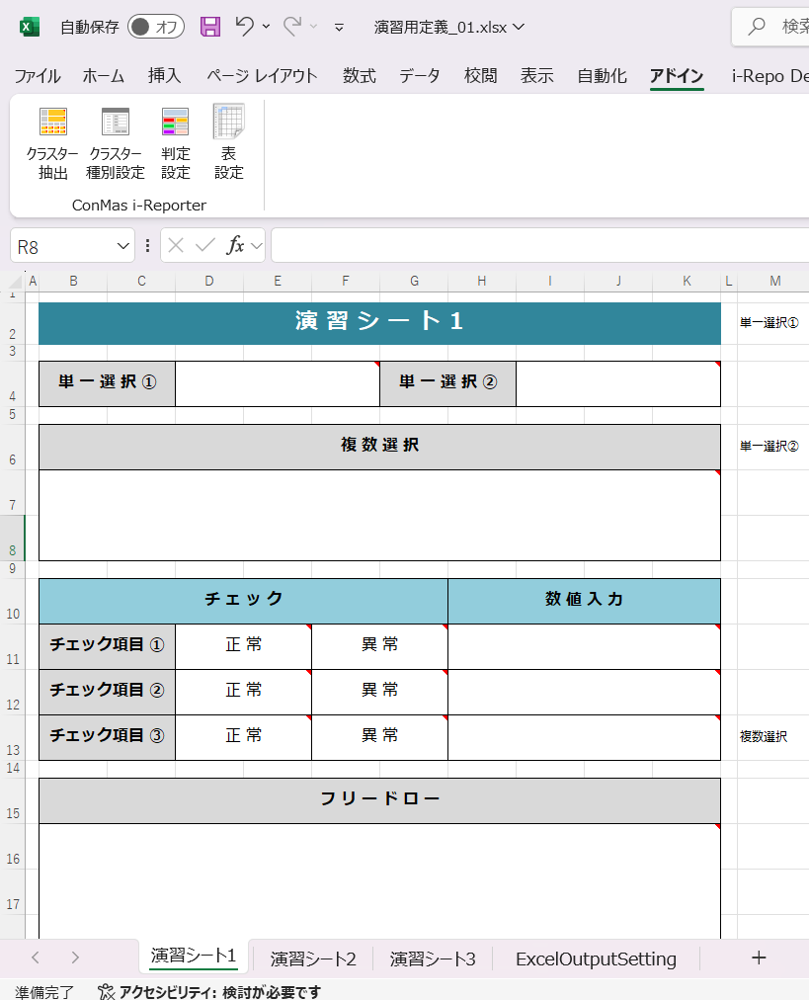 自動保存 オフ 演習用定義_01.xlsx
ファイル ホーム 挿入 ページ レイアウト 数式 データ 校閲 表示 自動化 アドイン i-Repo De
クラスター 抽出 クラスター 種別設定 判定 設定 表 設定
ConMas i-Reporter
R8 fx
A B C D E F G H I J K L M
1
2 演習シート1 単一選択①
3
4 単一選択① 単一選択②
5
6 複数選択 単一選択②
7
8
9
10 チェック 数値入力
11 チェック項目① 正常 異常
12 チェック項目② 正常 異常
13 チェック項目③ 正常 異常 複数選択
14
15 フリードロー
16
17
演習シート1 演習シート2 演習シート3 ExcelOutputSetting
準備完了 アクセシビリティ: 検討が必要です